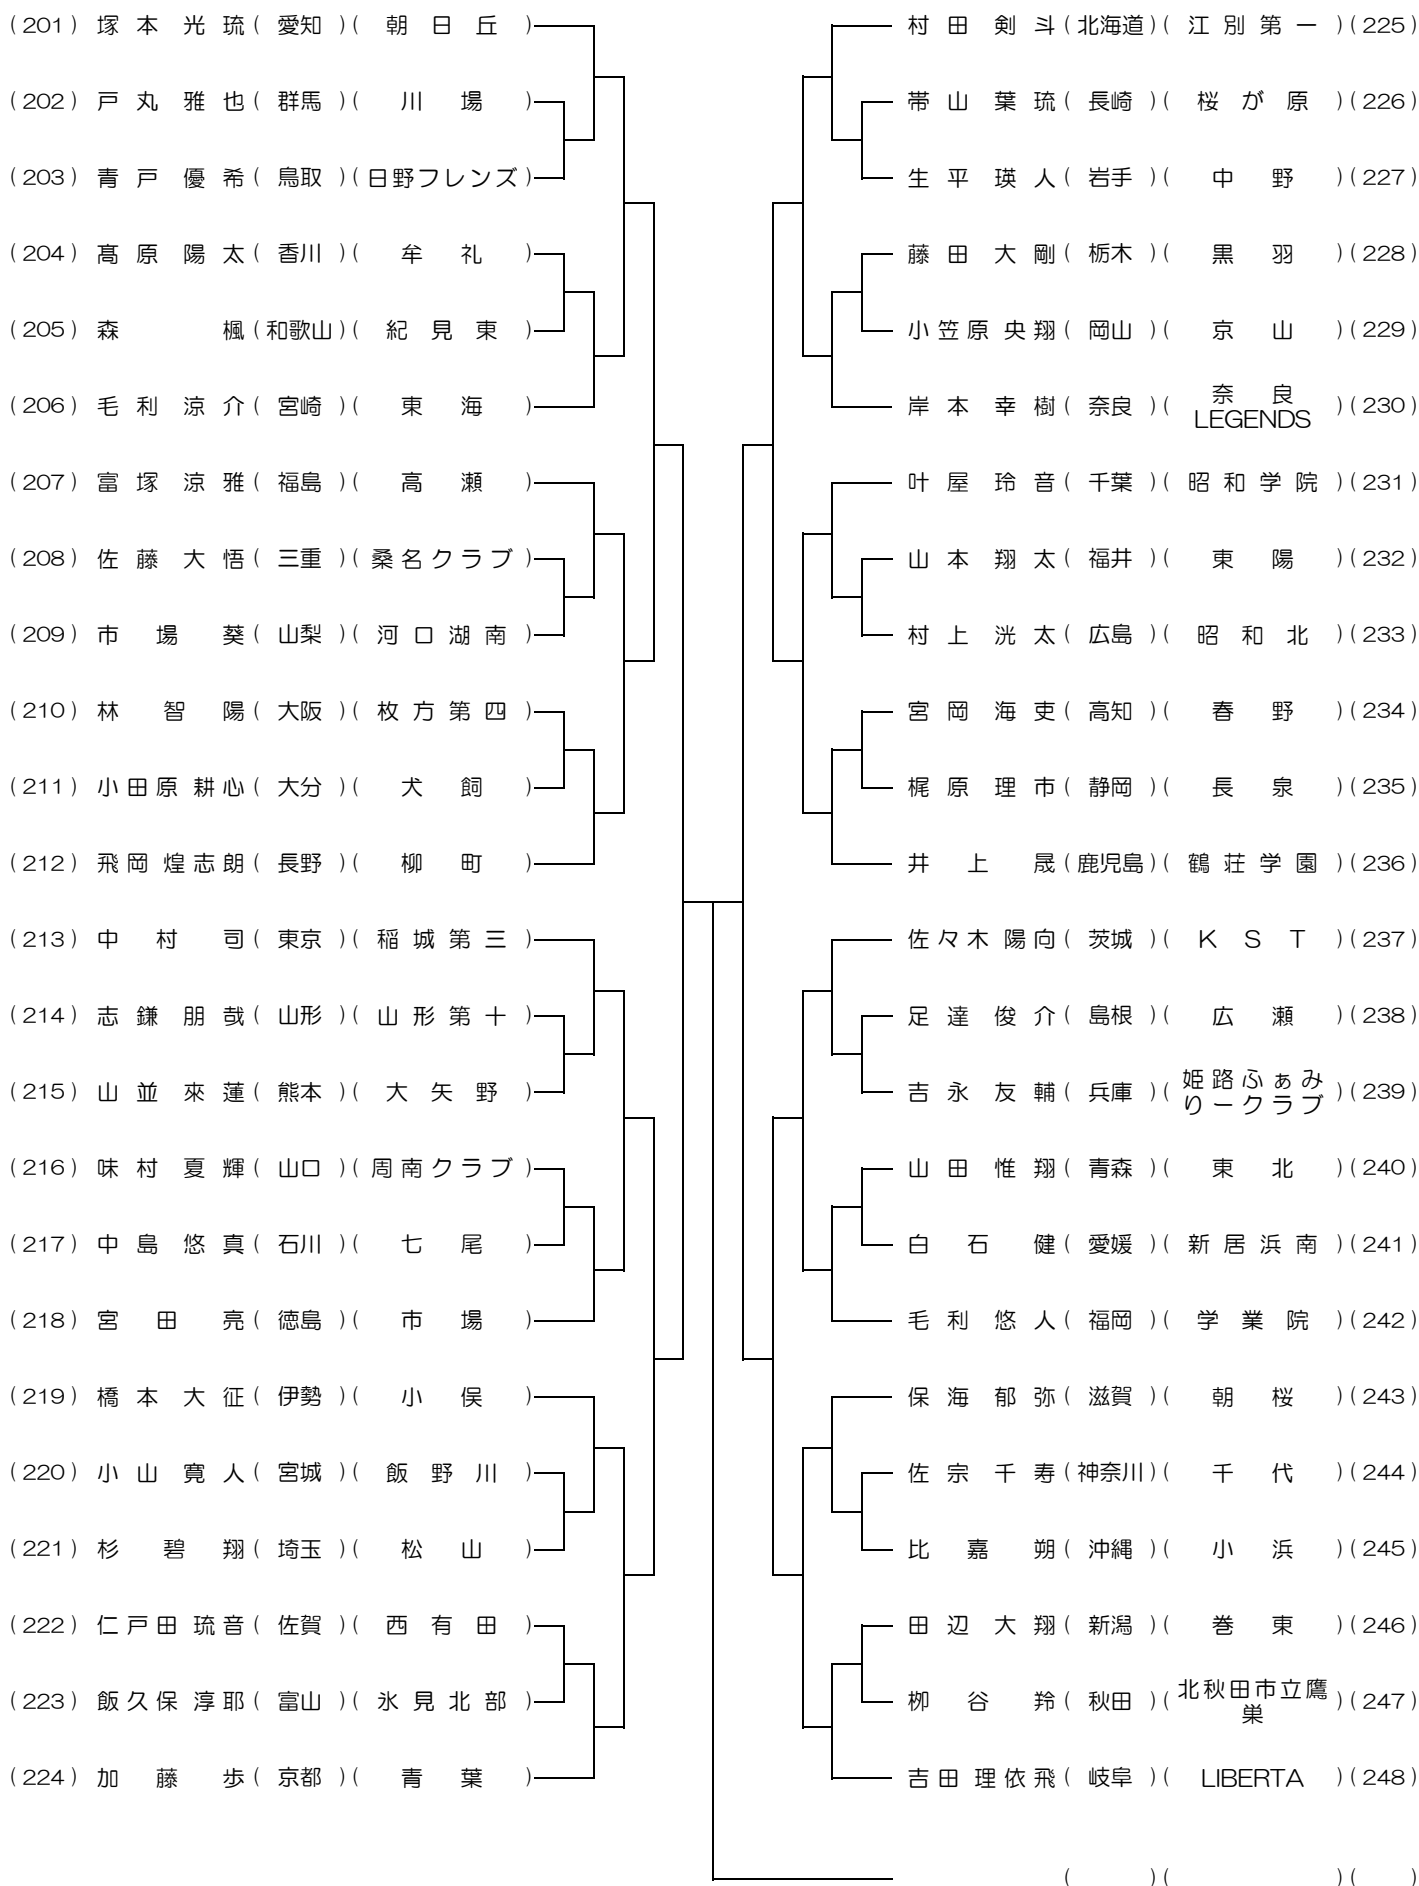 (201) 塚本 光琉 (愛知) (朝日丘)
(202) 戸丸 雅也 (群馬) (川場)
(203) 青戸 優希 (鳥取) (日野フレンズ)
(204) 髙原 陽太 (香川) (牟礼)
(205) 森 楓 (和歌山) (紀見東)
(206) 毛利 涼介 (宮崎) (東海)
(207) 富塚 涼雅 (福島) (高瀬)
(208) 佐藤 大悟 (三重) (桑名クラブ)
(209) 市場 葵 (山梨) (河口湖南)
(210) 林 智陽 (大阪) (枚方第四)
(211) 小田原 耕心 (大分) (犬飼)
(212) 飛岡 煌志朗 (長野) (柳町)
(213) 中村 司 (東京) (稲城第三)
(214) 志鎌 朋哉 (山形) (山形第十)
(215) 山並 來蓮 (熊本) (大矢野)
(216) 味村 夏輝 (山口) (周南クラブ)
(217) 中島 悠真 (石川) (七尾)
(218) 宮田 亮 (徳島) (市場)
(219) 橋本 大征 (伊勢) (小俣)
(220) 小山 寛人 (宮城) (飯野川)
(221) 杉 碧翔 (埼玉) (松山)
(222) 仁戸田 琉音 (佐賀) (西有田)
(223) 飯久保 淳耶 (富山) (氷見北部)
(224) 加藤 歩 (京都) (青葉)
村田 剣斗 (北海道) (江別第一) (225)
帯山 葉琉 (長崎) (桜が原) (226)
生平 瑛人 (岩手) (中野) (227)
藤田 大剛 (栃木) (黒羽) (228)
小笠原 央翔 (岡山) (京山) (229)
岸本 幸樹 (奈良) (奈良
LEGENDS) (230)
叶屋 玲音 (千葉) (昭和学院) (231)
山本 翔太 (福井) (東陽) (232)
村上 洸太 (広島) (昭和北) (233)
宮岡 海吏 (高知) (春野) (234)
梶原 理市 (静岡) (長泉) (235)
井上 晟 (鹿児島) (鶴荘学園) (236)
佐々木 陽向 (茨城) (KST) (237)
足達 俊介 (島根) (広瀬) (238)
吉永 友輔 (兵庫) (姫路ふぁみ
りークラブ) (239)
山田 惟翔 (青森) (東北) (240)
白石 健 (愛媛) (新居浜南) (241)
毛利 悠人 (福岡) (学業院) (242)
保海 郁弥 (滋賀) (朝桜) (243)
佐宗 千寿 (神奈川) (千代) (244)
比嘉 朔 (沖縄) (小浜) (245)
田辺 大翔 (新潟) (巻東) (246)
栁谷 羚 (秋田) (北秋田市立鷹
巣) (247)
吉田 理依飛 (岐阜) (LIBERTA) (248)
( ) ( ) ( )